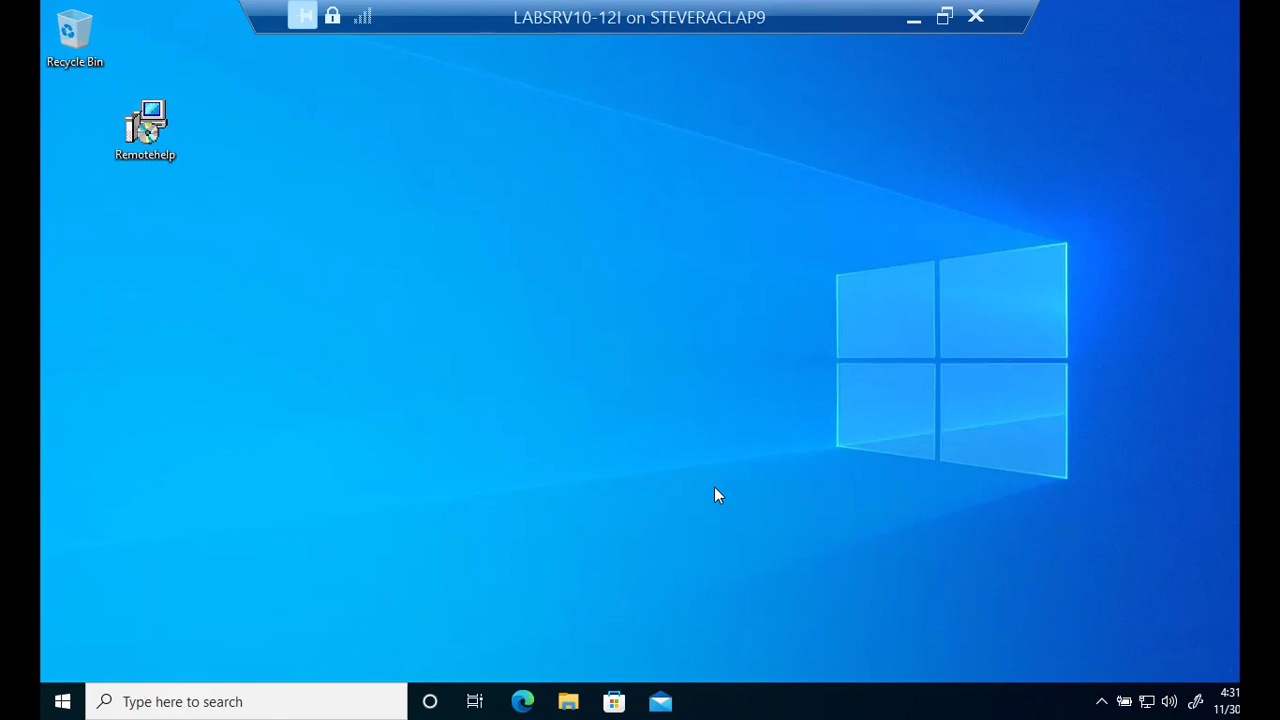 LABSRV10-12I on STEVERACLAP9
Recycle Bin
Remotehelp
Type here to search
4:31
11/30